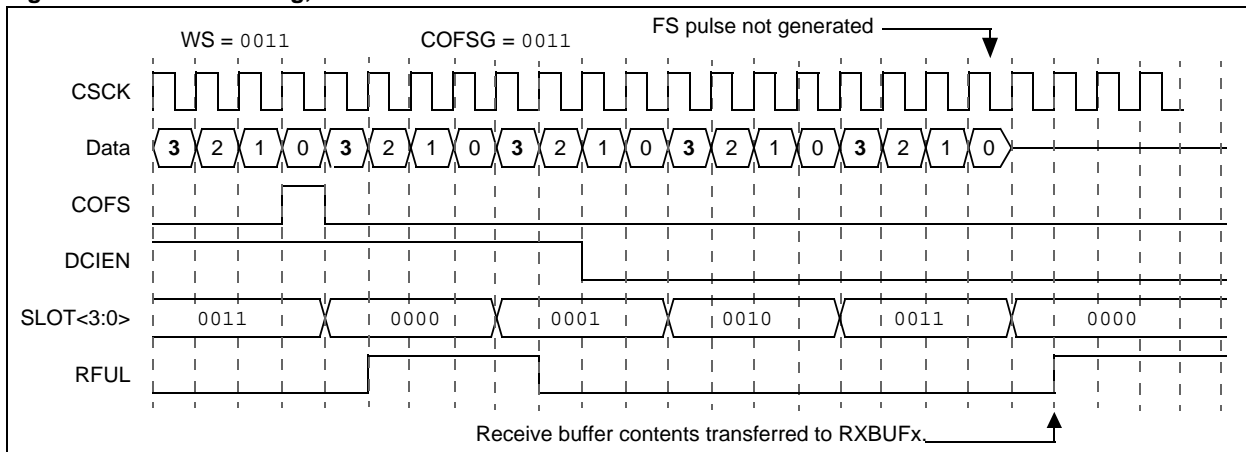 WS = 0011 COFSG = 0011 FS pulse not generated
CSCK
Data 3 2 1 0 3 2 1 0 3 2 1 0 3 2 1 0 3 2 1 0
COFS
DCIEN
SLOT<3:0> 0011 0000 0001 0010 0011 0000
RFUL
Receive buffer contents transferred to RXBUFx.